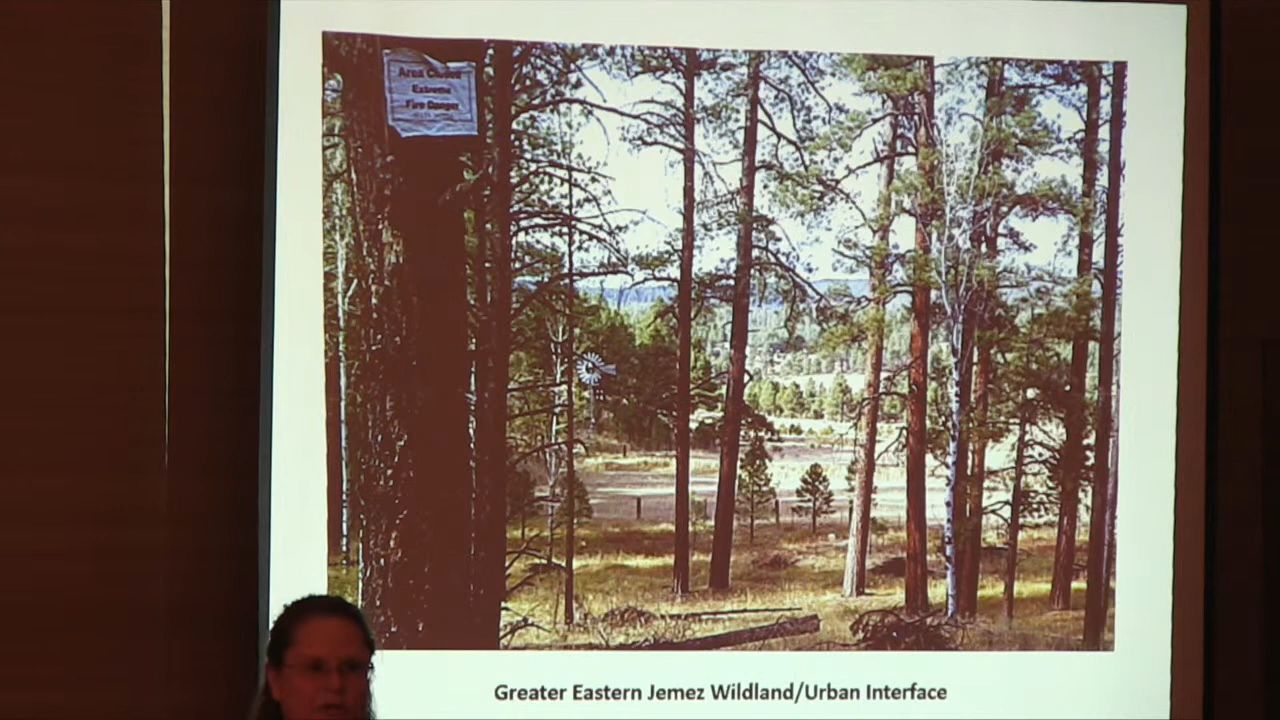 Area Closed
Extreme
Fire Danger
Greater Eastern Jemez Wildland/Urban Interface